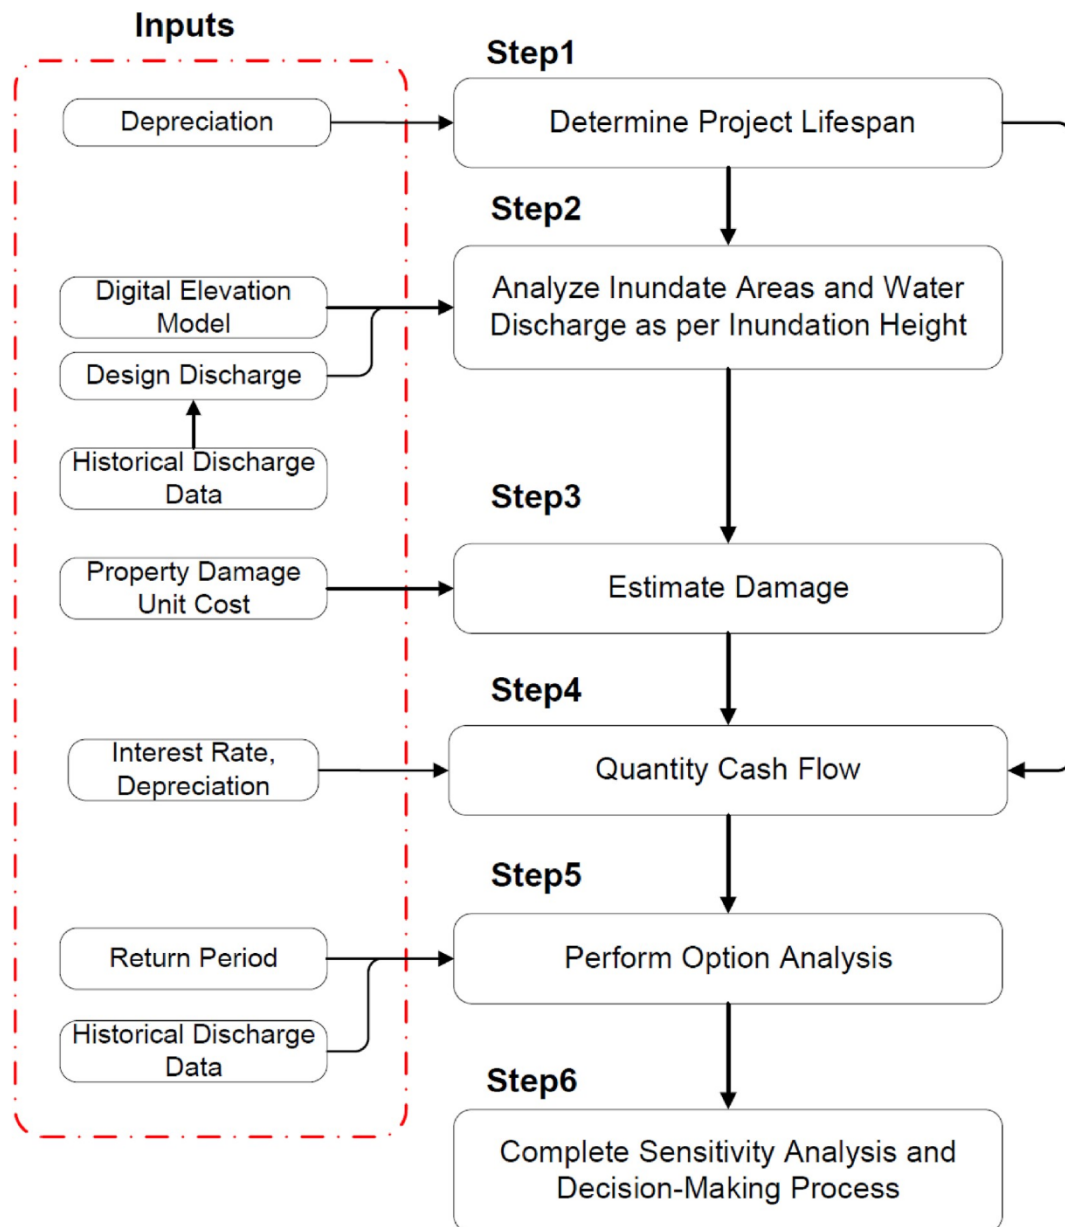 Inputs
Step1
Depreciation
Determine Project Lifespan
Step2
Digital Elevation
Model
Analyze Inundate Areas and Water
Discharge as per Inundation Height
Design Discharge
Historical Discharge
Data
Step3
Property Damage
Unit Cost
Estimate Damage
Step4
Interest Rate,
Depreciation
Quantity Cash Flow
Step5
Return Period
Perform Option Analysis
Historical Discharge
Data
Step6
Complete Sensitivity Analysis and
Decision-Making Process